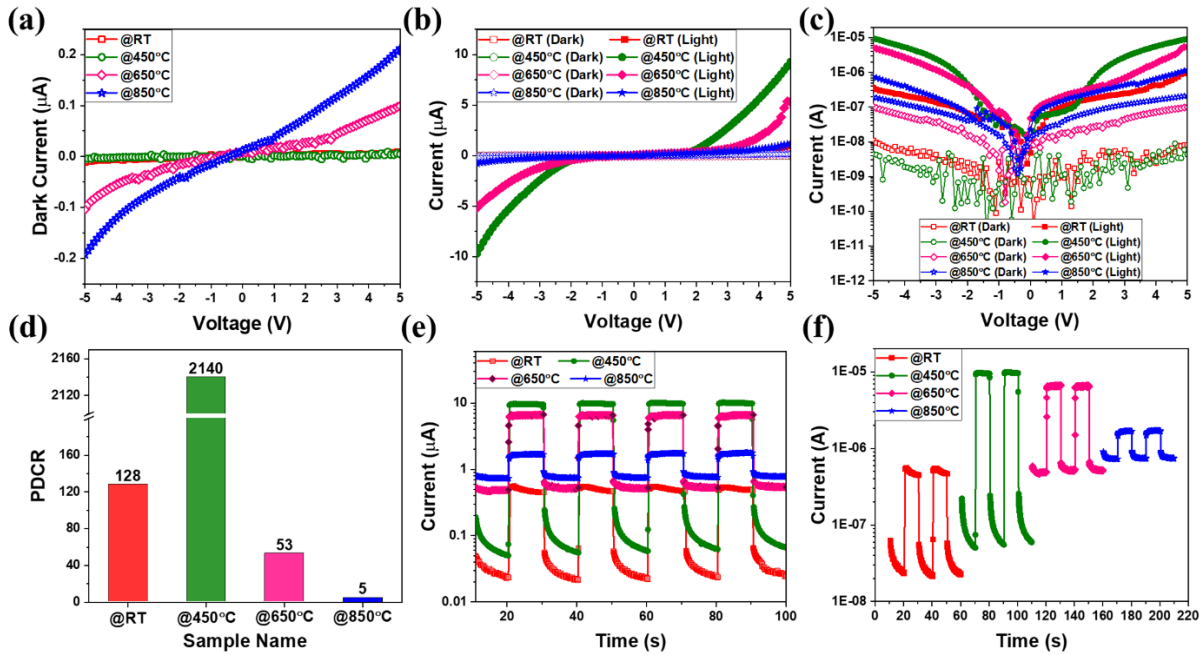 (a)
Dark Current (μA)
0.2
0.1
0.0
-0.1
-0.2
@RT
@450°C
@650°C
@850°C
-5 -4 -3 -2 -1 0 1 2 3 4 5
Voltage (V)
(b)
Current (μA)
10
5
0
-5
-10
@RT (Dark) @RT (Light)
@450°C (Dark) @450°C (Light)
@650°C (Dark) @650°C (Light)
@850°C (Dark) @850°C (Light)
-5 -4 -3 -2 -1 0 1 2 3 4 5
Voltage (V)
(c)
Current (A)
1E-05
1E-06
1E-07
1E-08
1E-09
1E-10
1E-11
1E-12
@RT (Dark) @RT (Light)
@450°C (Dark) @450°C (Light)
@650°C (Dark) @650°C (Light)
@850°C (Dark) @850°C (Light)
-5 -4 -3 -2 -1 0 1 2 3 4 5
Voltage (V)
(d)
PDCR
2160
2120
160
120
80
40
0
128
2140
53
5
@RT @450°C @650°C @850°C
Sample Name
(e)
Current (μA)
100
10
1
0.1
0.01
@RT @450°C
@650°C @850°C
20 40 60 80 100
Time (s)
(f)
Current (A)
1E-05
1E-06
1E-07
1E-08
@RT
@450°C
@650°C
@850°C
0 20 40 60 80 100 120 140 160 180 200 220
Time (s)